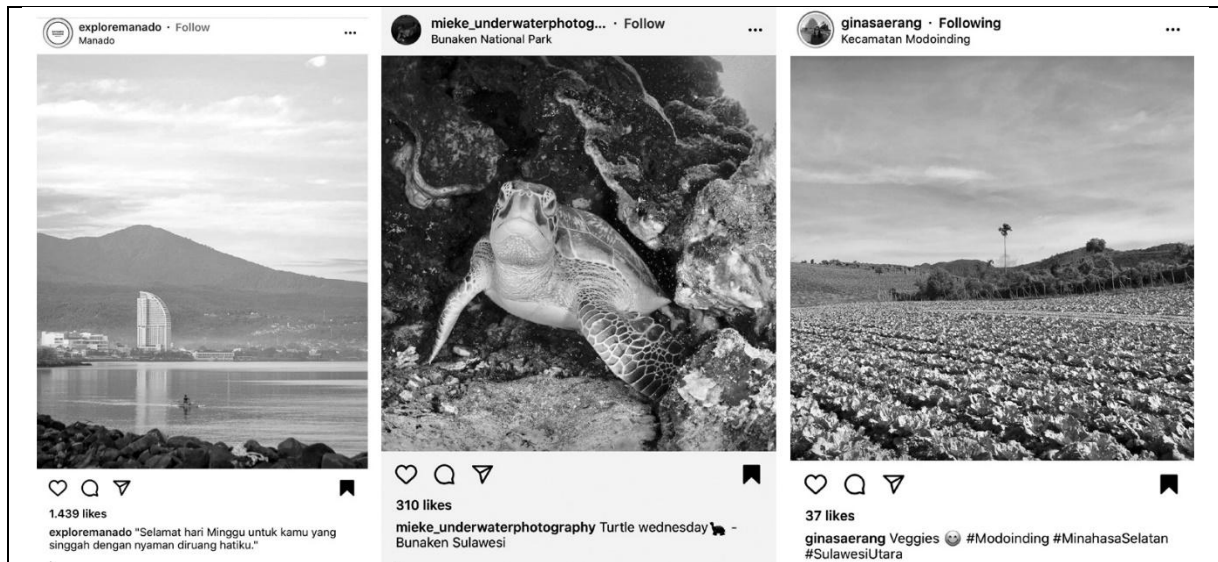 exploremanado · Follow
Manado
1.439 likes
exploremanado "Selamat hari Minggu untuk kamu yang
singgah dengan nyaman diruang hatiku."
mieke_underwaterphotog... · Follow
Bunaken National Park
310 likes
mieke_underwaterphotography Turtle wednesday🦕 -
Bunaken Sulawesi
ginasaerang · Following
Kecamatan Modoinding
37 likes
ginasaerang Veggies 😀 #Modoinding #MinahasaSelatan
#SulawesiUtara